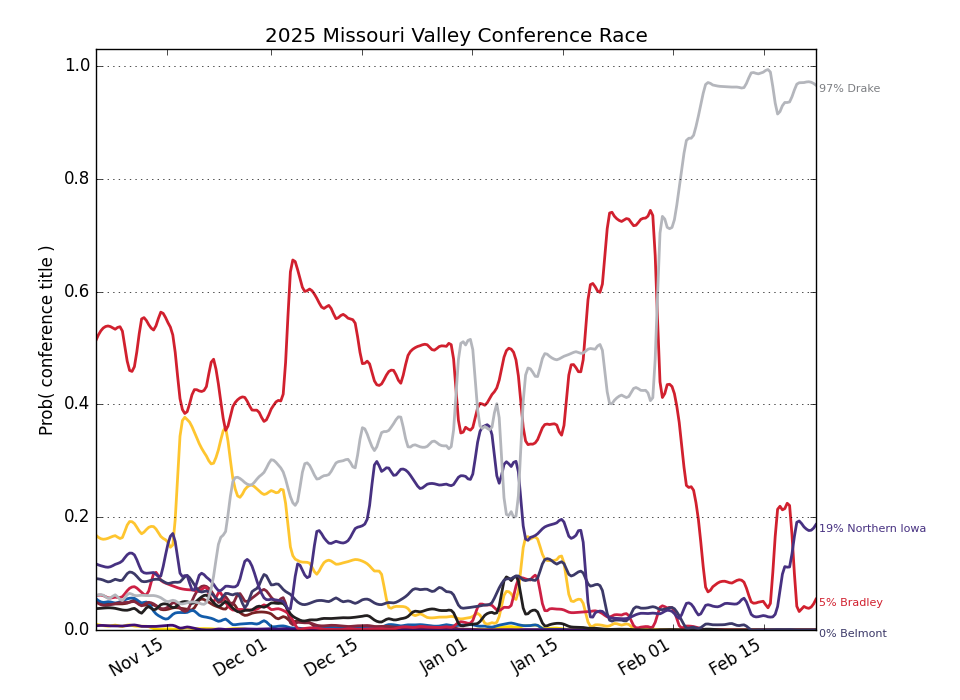 2025 Missouri Valley Conference Race
1.0
0.8
0.6
0.4
0.2
0.0
Prob( conference title )
97% Drake
19% Northern Iowa
5% Bradley
0% Belmont
Nov 15
Dec 01
Dec 15
Jan 01
Jan 15
Feb 01
Feb 15